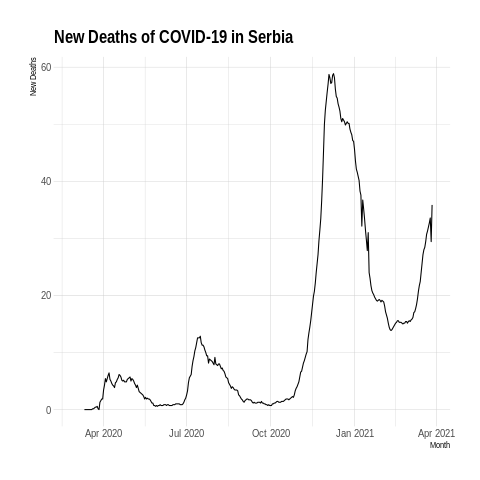 New Deaths of COVID-19 in Serbia
New Deaths
60
40
20
0
Apr 2020 Jul 2020 Oct 2020 Jan 2021 Apr 2021
Month